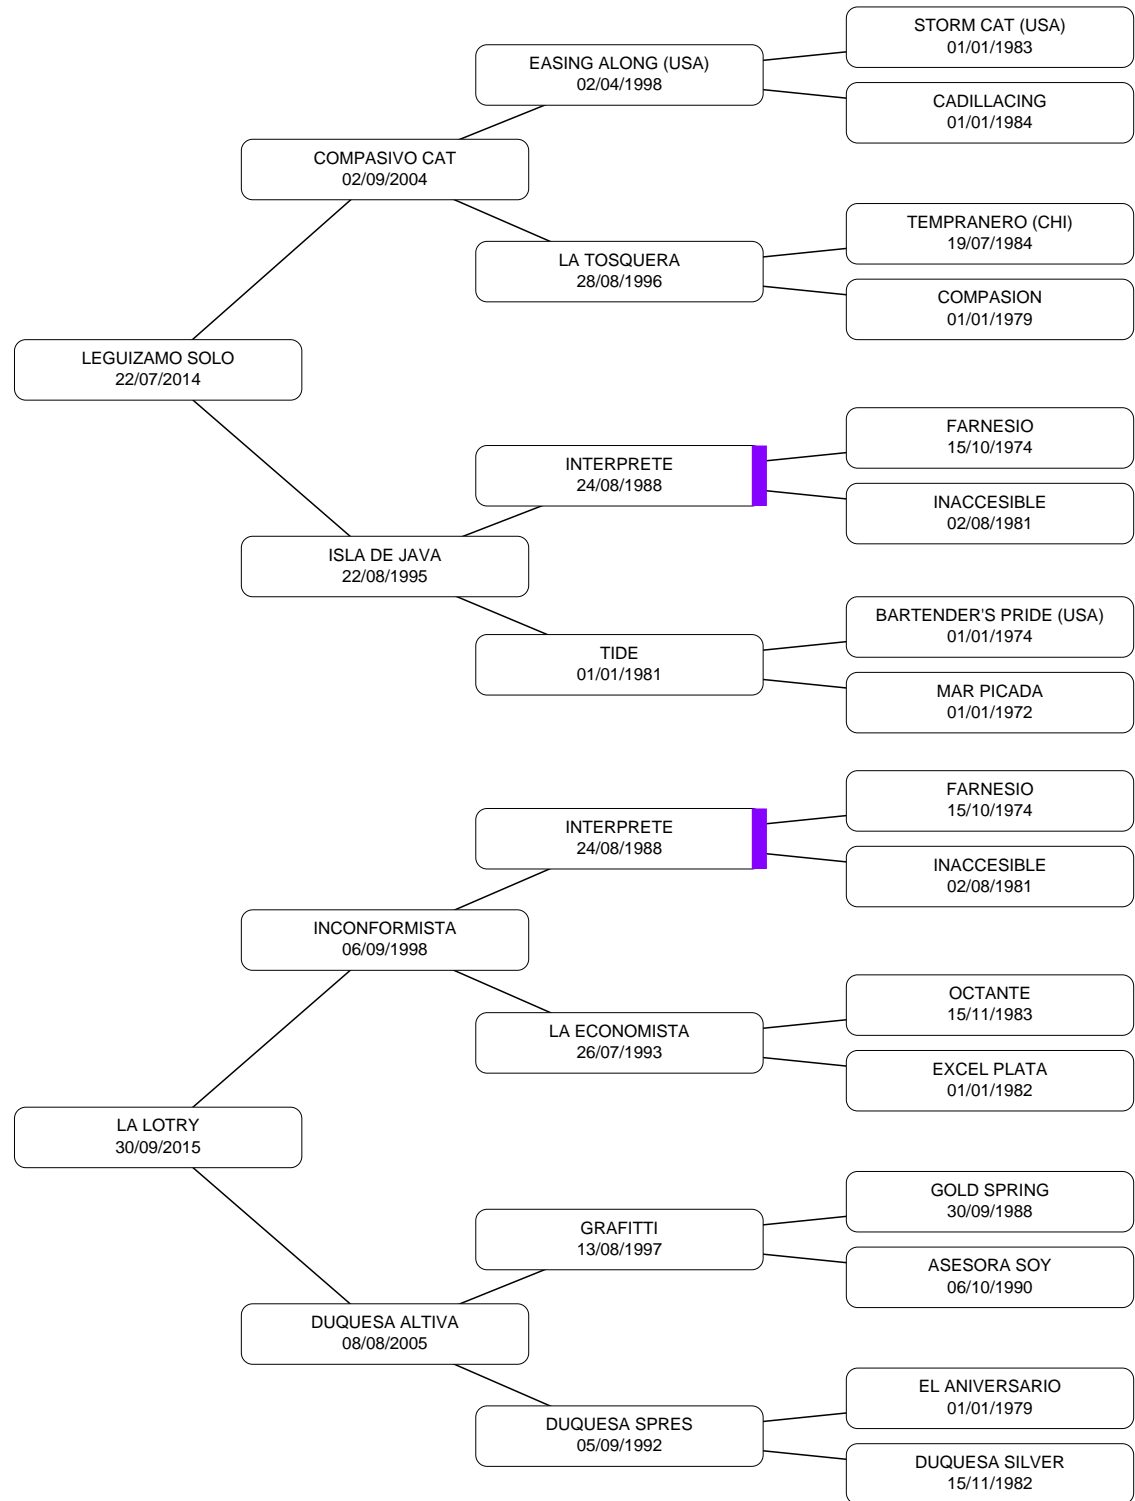 STORM CAT (USA)
01/01/1983
EASING ALONG (USA)
02/04/1998
CADILLACING
01/01/1984
COMPASIVO CAT
02/09/2004
TEMPRANERO (CHI)
19/07/1984
LA TOSQUERA
28/08/1996
COMPASION
01/01/1979
LEGUIZAMO SOLO
22/07/2014
FARNESIO
15/10/1974
INTERPRETE
24/08/1988
INACCESIBLE
02/08/1981
ISLA DE JAVA
22/08/1995
BARTENDER'S PRIDE (USA)
01/01/1974
TIDE
01/01/1981
MAR PICADA
01/01/1972
FARNESIO
15/10/1974
INTERPRETE
24/08/1988
INACCESIBLE
02/08/1981
INCONFORMISTA
06/09/1998
OCTANTE
15/11/1983
LA ECONOMISTA
26/07/1993
EXCEL PLATA
01/01/1982
LA LOTRY
30/09/2015
GOLD SPRING
30/09/1988
GRAFITTI
13/08/1997
ASESORA SOY
06/10/1990
DUQUESA ALTIVA
08/08/2005
EL ANIVERSARIO
01/01/1979
DUQUESA SPRES
05/09/1992
DUQUESA SILVER
15/11/1982